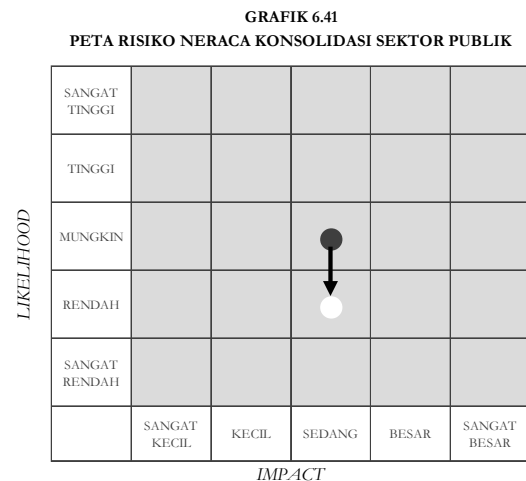 GRAFIK 6.41
PETA RISIKO NERACA KONSOLIDASI SEKTOR PUBLIK
SANGAT
TINGGI
TINGGI
LIKELIHOOD
MUNGKIN
RENDAH
SANGAT
RENDAH
SANGAT
KECIL
KECIL
SEDANG
BESAR
SANGAT
BESAR
IMPACT